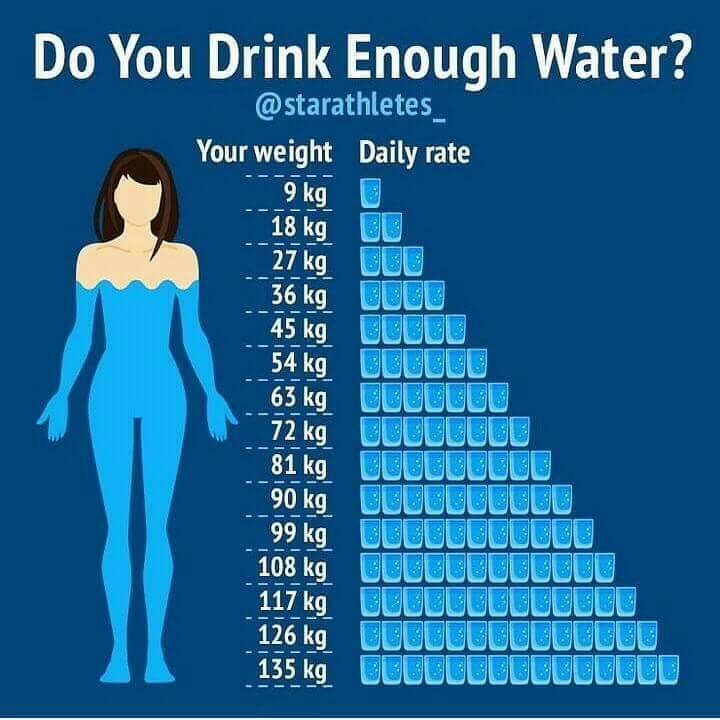 Do You Drink Enough Water?
@starathletes_
Your weight Daily rate
9 kg
18 kg
27 kg
36 kg
45 kg
54 kg
63 kg
72 kg
81 kg
90 kg
99 kg
108 kg
117 kg
126 kg
135 kg